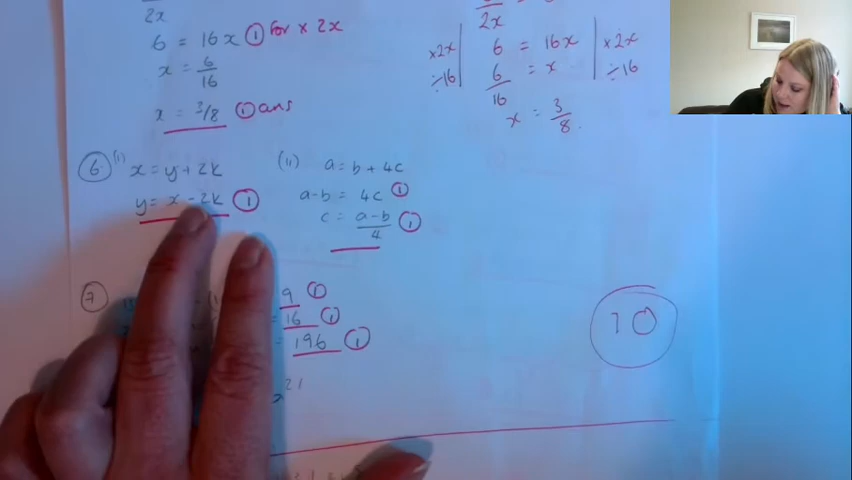 2x
6 = 16x ① for × 2x
x = 6/16
x = 3/8 ① ans
2x
×2x 6 = 16x ×2x
÷16 6/16 = x ÷16
x = 3/8
6 (i) x = y + 2k
y = x - 2k ①
(ii) a = b + 4c
a-b = 4c ①
c = a-b/4 ①
7
9 ①
= 16 ①
= 196 ①
21
10